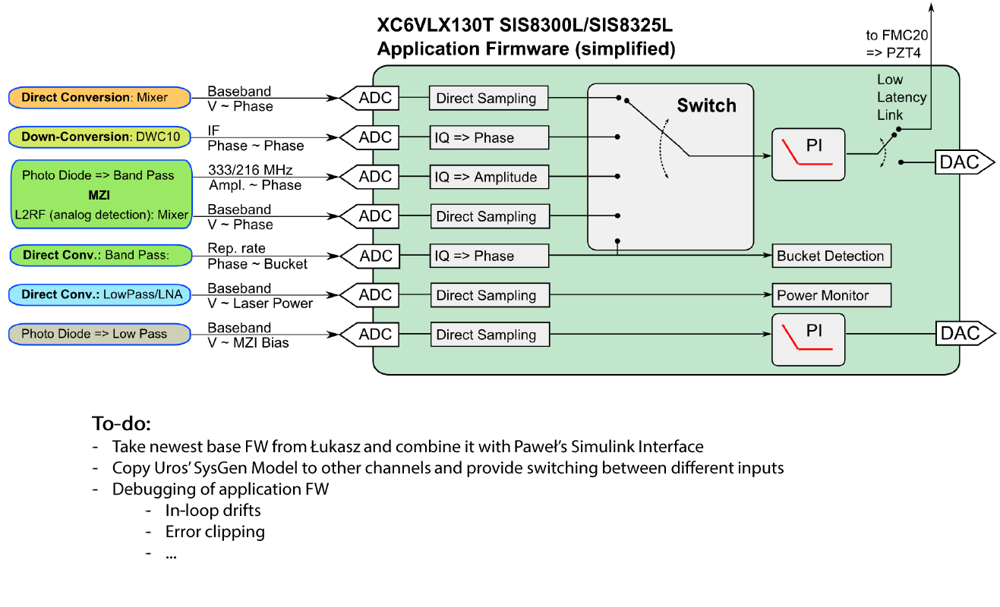 XC6VLX130T SIS8300L/SIS8325L
Application Firmware (simplified)
to FMC20
=> PZT4
Low
Latency
Link
Direct Conversion: Mixer
Baseband
V ~ Phase
ADC
Direct Sampling
Switch
Down-Conversion: DWC10
IF
Phase ~ Phase
ADC
IQ => Phase
PI
DAC
Photo Diode => Band Pass
MZI
L2RF (analog detection): Mixer
333/216 MHz
Ampl. ~ Phase
ADC
IQ => Amplitude
Baseband
V ~ Phase
ADC
Direct Sampling
Direct Conv.: Band Pass:
Rep. rate
Phase ~ Bucket
ADC
IQ => Phase
Bucket Detection
Direct Conv.: LowPass/LNA
Baseband
V ~ Laser Power
ADC
Direct Sampling
Power Monitor
Photo Diode => Low Pass
Baseband
V ~ MZI Bias
ADC
Direct Sampling
PI
DAC
To-do:
- Take newest base FW from Łukasz and combine it with Paweł’s Simulink Interface
- Copy Uros’ SysGen Model to other channels and provide switching between different inputs
- Debugging of application FW
- In-loop drifts
- Error clipping
- ...